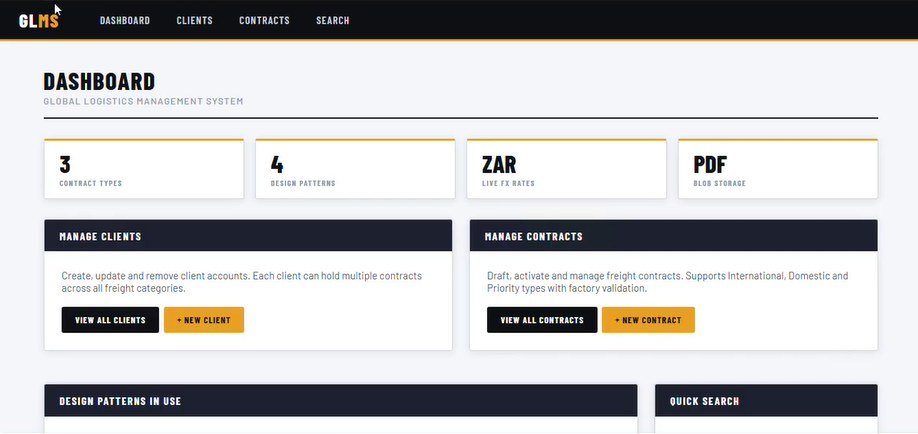 GLMS DASHBOARD CLIENTS CONTRACTS SEARCH
DASHBOARD
GLOBAL LOGISTICS MANAGEMENT SYSTEM
3
CONTRACT TYPES
4
DESIGN PATTERNS
ZAR
LIVE FX RATES
PDF
BLOB STORAGE
MANAGE CLIENTS
Create, update and remove client accounts. Each client can hold multiple contracts
across all freight categories.
VIEW ALL CLIENTS + NEW CLIENT
MANAGE CONTRACTS
Draft, activate and manage freight contracts. Supports International, Domestic and
Priority types with factory validation.
VIEW ALL CONTRACTS + NEW CONTRACT
DESIGN PATTERNS IN USE
QUICK SEARCH